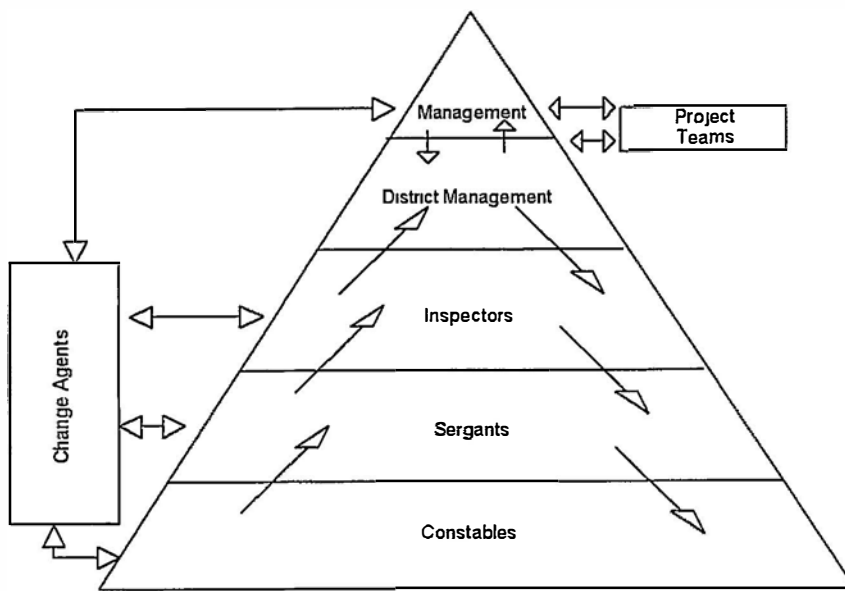 Management
Project
Teams
District Management
Inspectors
Change Agents
Sergants
Constables